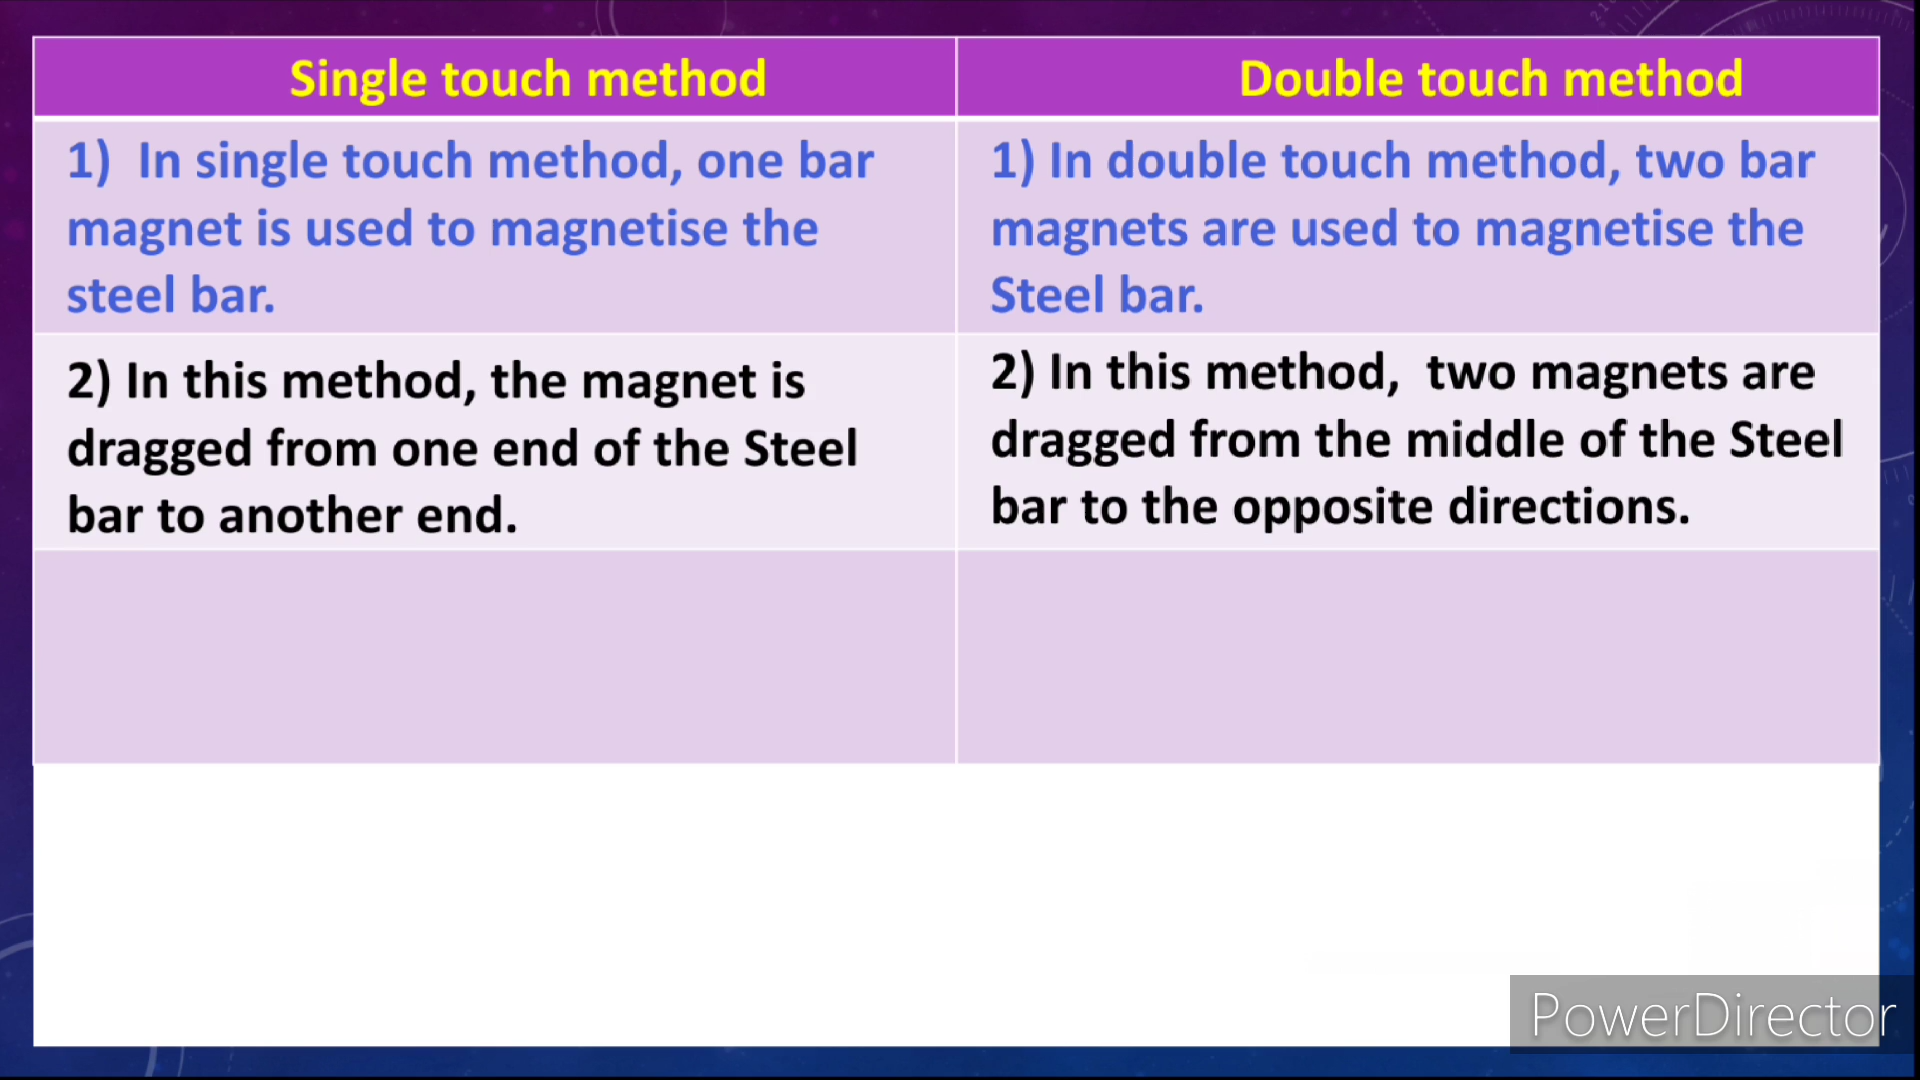 Single touch method
Double touch method
1) In single touch method, one bar
magnet is used to magnetise the
steel bar.
1) In double touch method, two bar
magnets are used to magnetise the
Steel bar.
2) In this method, the magnet is
dragged from one end of the Steel
bar to another end.
2) In this method, two magnets are
dragged from the middle of the Steel
bar to the opposite directions.
PowerDirector